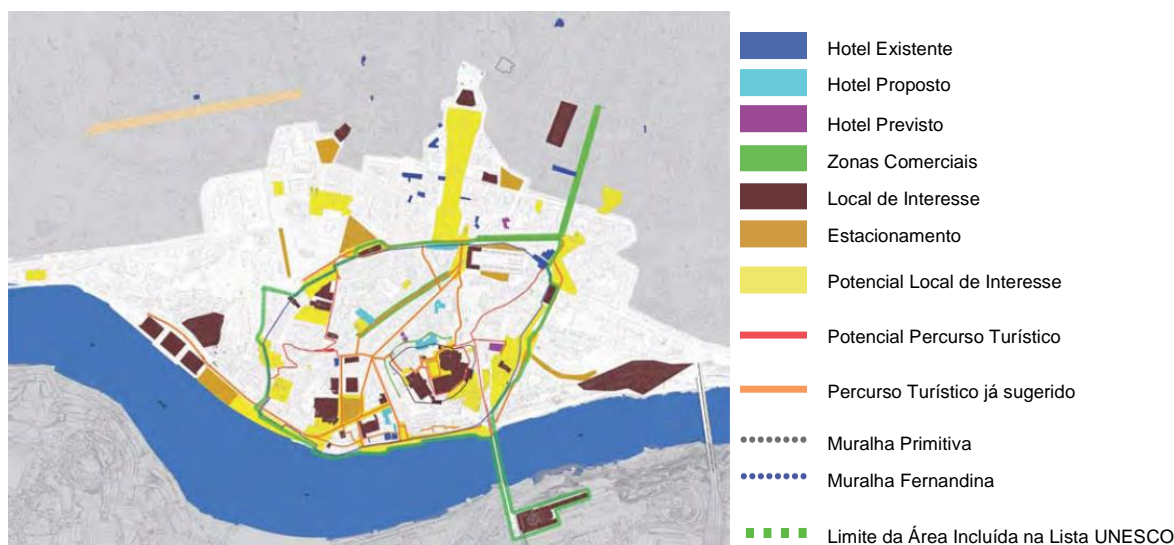 Hotel Existente
Hotel Proposto
Hotel Previsto
Zonas Comerciais
Local de Interesse
Estacionamento
Potencial Local de Interesse
Potencial Percurso Turístico
Percurso Turístico já sugerido
Muralha Primitiva
Muralha Fernandina
Limite da Área Incluída na Lista UNESCO